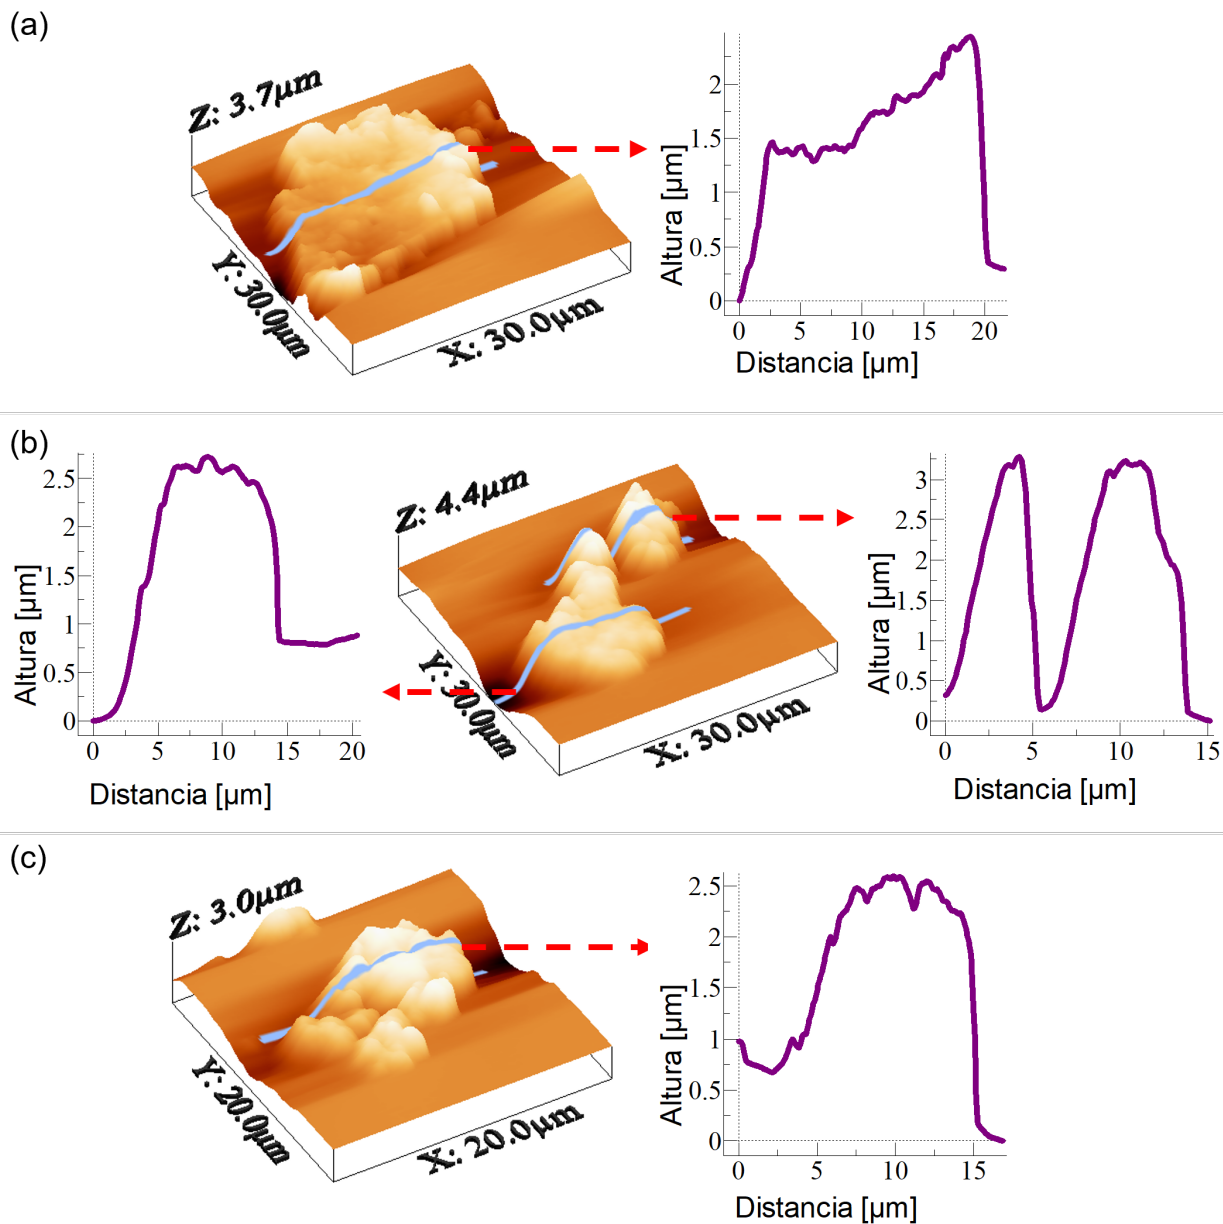 (a)
Z: 3.7µm
Y: 30.0µm
X: 30.0µm
Altura [µm]
2
1.5
1
0.5
0
0 5 10 15 20
Distancia [µm]
(b)
Altura [µm]
2.5
2
1.5
1
0.5
0
0 5 10 15 20
Distancia [µm]
Z: 4.4µm
Y: 30.0µm
X: 30.0µm
Altura [µm]
3
2.5
2
1.5
1
0.5
0
0 5 10 15
Distancia [µm]
(c)
Z: 3.0µm
Y: 20.0µm
X: 20.0µm
Altura [µm]
2.5
2
1.5
1
0.5
0
0 5 10 15
Distancia [µm]